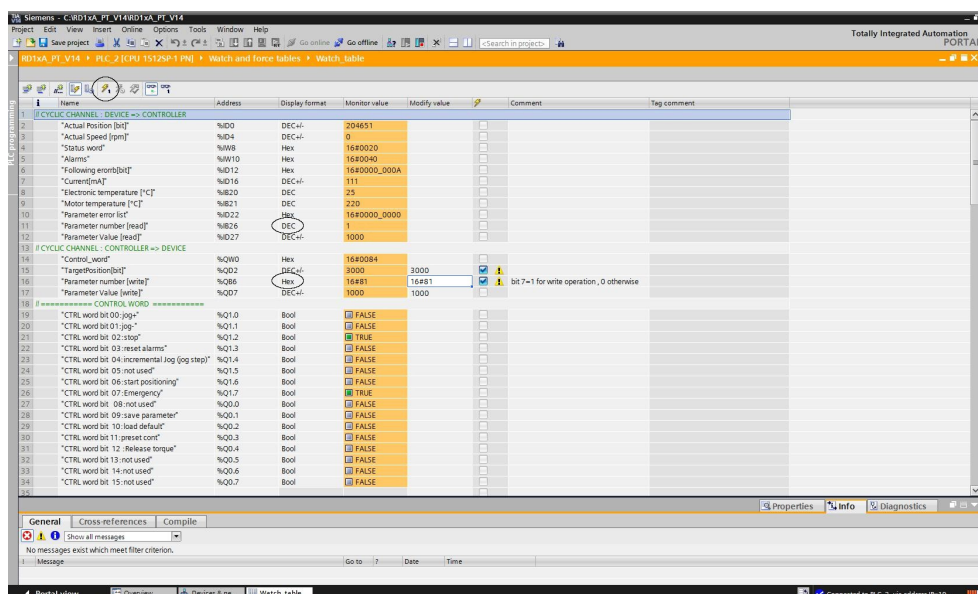 Siemens - C:\RD1xA_PT_V14\RD1xA_PT_V14
Project Edit View Insert Online Options Tools Window Help
Totally Integrated Automation
PORTAL
Save project Go online Go offline <Search in project>
RD1xA_PT_V14 PLC_2 [CPU 1512SP-1 PN] Watch and force tables Watch_table
PLC programming
i Name Address Display format Monitor value Modify value Comment Tag comment
1 // CYCLIC CHANNEL : DEVICE => CONTROLLER
2 "Actual Position [bit]" %ID0 DEC+/- 204651
3 "Actual Speed [rpm]" %ID4 DEC+/- 0
4 "Status word" %IW8 Hex 16#0020
5 "Alarms" %IW10 Hex 16#0040
6 "Following erorrb[bit]" %ID12 Hex 16#0000_000A
7 "Current[mA]" %ID16 DEC+/- 111
8 "Electronic temperature [°C]" %IB20 DEC 25
9 "Motor temperature [°C]" %IB21 DEC 220
10 "Parameter error list" %ID22 Hex 16#0000_0000
11 "Parameter number [read]" %IB26 DEC 1
12 "Parameter Value [read]" %ID27 DEC+/- 1000
13 // CYCLIC CHANNEL : CONTROLLER => DEVICE
14 "Control_word" %QW0 Hex 16#0084
15 "TargetPosition[bit]" %QD2 DEC+/- 3000 3000
16 "Parameter number [write]" %QB6 Hex 16#81 16#81 bit 7=1 for write operation , 0 otherwise
17 "Parameter Value [write]" %QD7 DEC+/- 1000 1000
18 // =========== CONTROL WORD ===========
19 "CTRL word bit 00:jog+" %Q1.0 Bool FALSE
20 "CTRL word bit 01:jog-" %Q1.1 Bool FALSE
21 "CTRL word bit 02:stop" %Q1.2 Bool TRUE
22 "CTRL word bit 03:reset alarms" %Q1.3 Bool FALSE
23 "CTRL word bit 04:incremental Jog (jog step)" %Q1.4 Bool FALSE
24 "CTRL word bit 05:not used" %Q1.5 Bool FALSE
25 "CTRL word bit 06:start positioning" %Q1.6 Bool FALSE
26 "CTRL word bit 07:Emergency" %Q1.7 Bool TRUE
27 "CTRL word bit 08:not used" %Q0.0 Bool FALSE
28 "CTRL word bit 09:save parameter" %Q0.1 Bool FALSE
29 "CTRL word bit 10:load default" %Q0.2 Bool FALSE
30 "CTRL word bit 11:preset cont" %Q0.3 Bool FALSE
31 "CTRL word bit 12 :Release torque" %Q0.4 Bool FALSE
32 "CTRL word bit 13:not used" %Q0.5 Bool FALSE
33 "CTRL word bit 14:not used" %Q0.6 Bool FALSE
34 "CTRL word bit 15:not used" %Q0.7 Bool FALSE
35
Properties Info Diagnostics
General Cross-references Compile
Show all messages
No messages exist which meet filter criterion.
! Message Go to ? Date Time
Portal view Overview Devices & ne... Watch_table